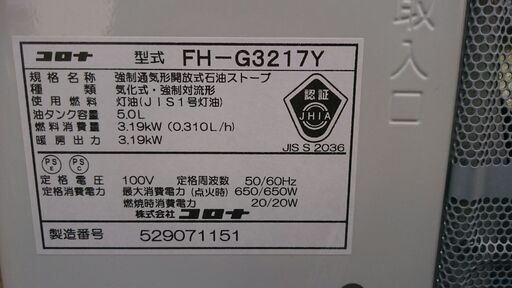 コロナ 型式 FH-G3217Y
規格名称 強制通気形開放式石油ストーブ
種類 気化式・強制対流形
使用燃料 灯油(JIS1号灯油)
油タンク容量 5.0L
燃料消費量 3.19kW (0.310L/h)
暖房出力 3.19kW
認証
JHIA
JIS S 2036
PS E PS C
定格電圧 100V 定格周波数 50/60Hz
定格消費電力 最大消費電力 (点火時) 650/650W
燃焼時消費電力 20/20W
株式会社 コロナ
製造番号 529071151
取入口